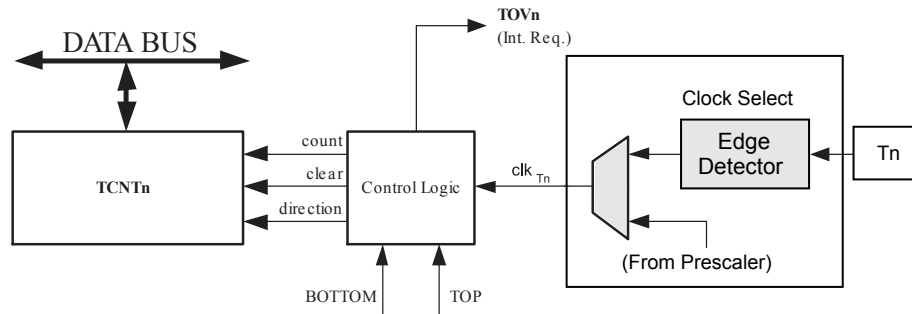 TOVn
(Int. Req.)
DATA BUS
Clock Select
Edge
Detector
Tn
count
clear
direction
TCNTn
Control Logic
clk Tn
(From Prescaler)
BOTTOM
TOP